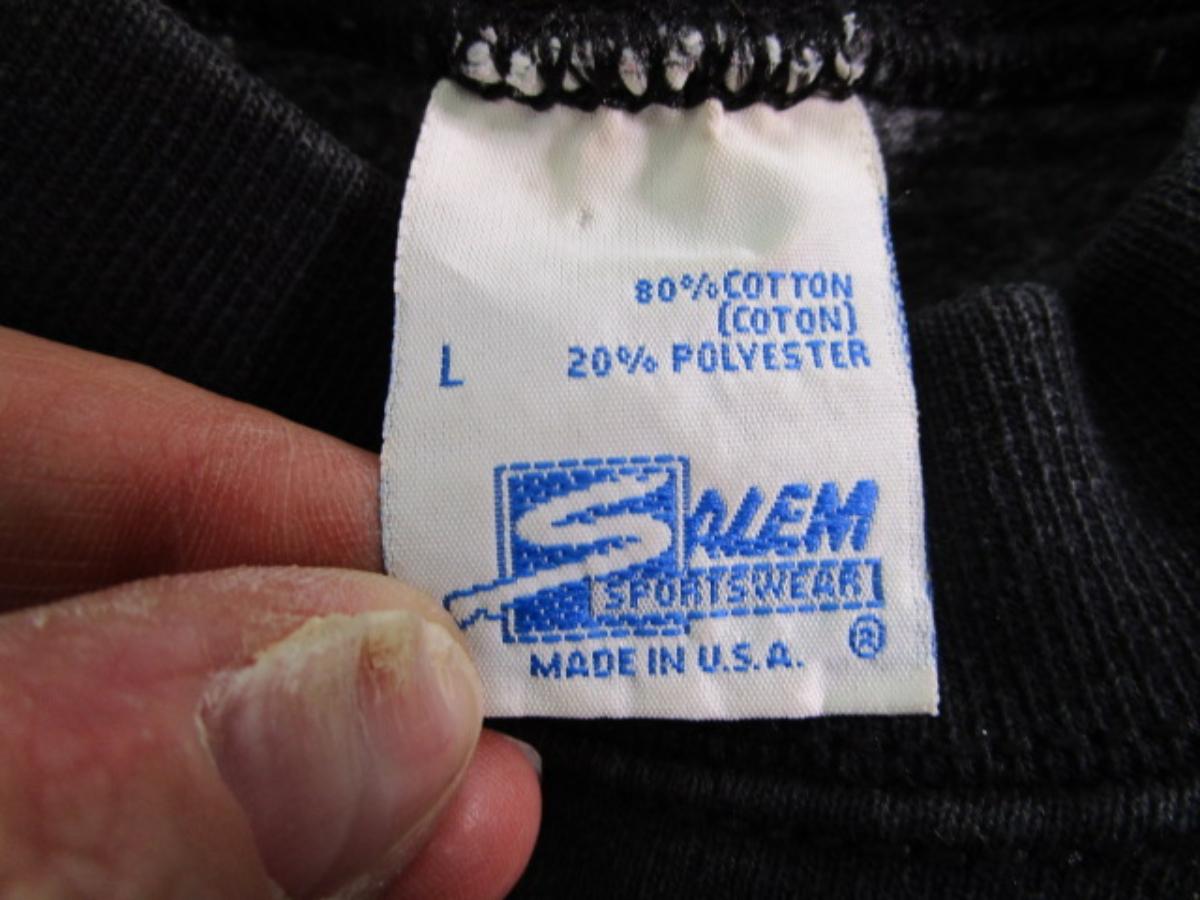 80% COTTON
(COTON)
L 20% POLYESTER
SALEM
SPORTSWEAR
®
MADE IN U.S.A.